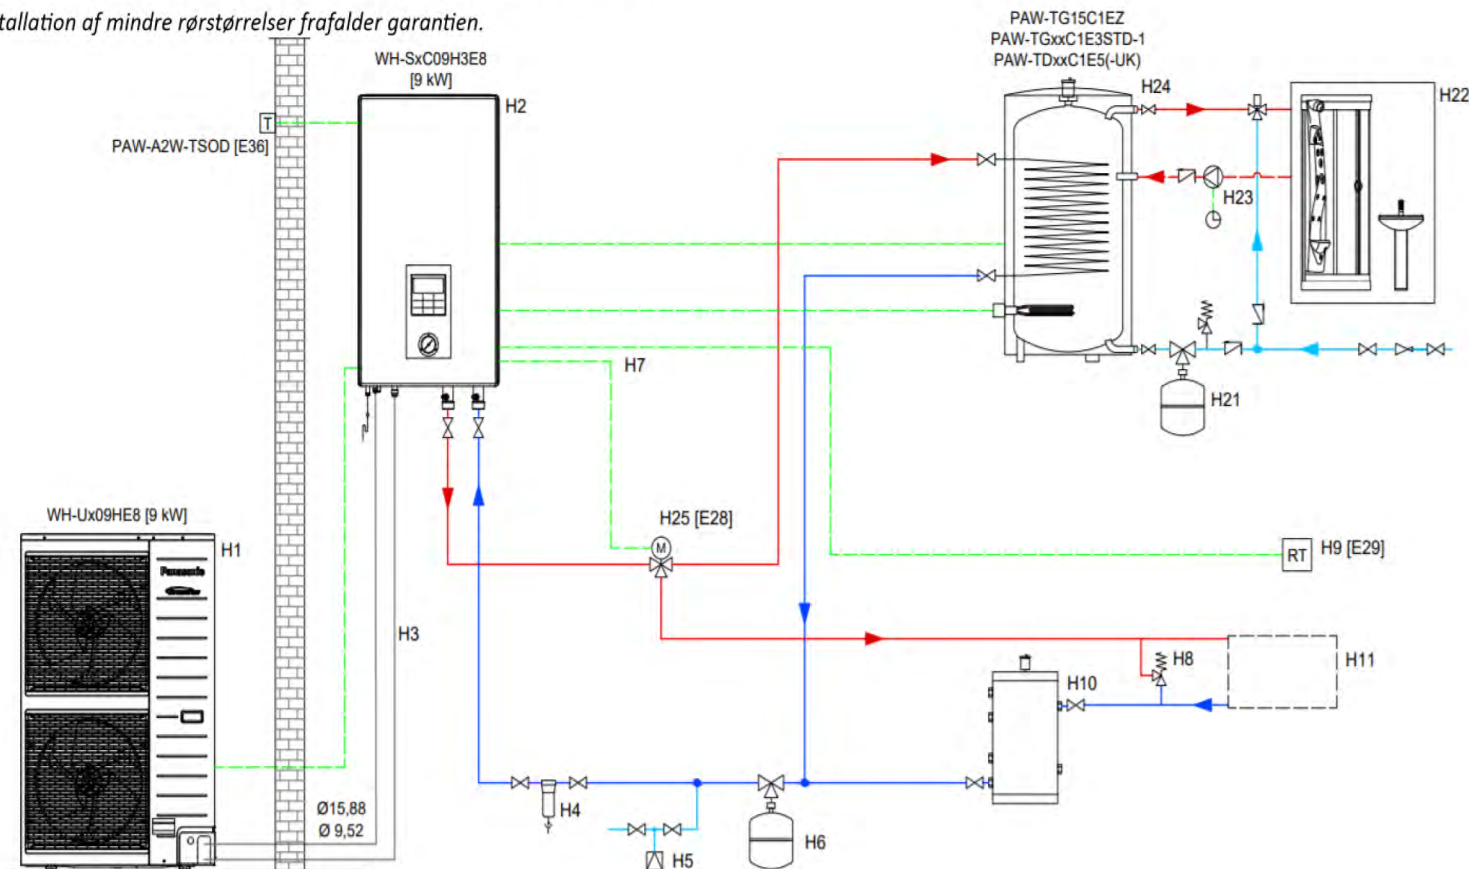 tallation af mindre rørstørrelser frafalder garantien.
PAW-TG15C1EZ
PAW-TGxxC1E3STD-1
PAW-TDxxC1E5(-UK)
WH-SxC09H3E8
[9 kW]
H2
H24
H22
T
PAW-A2W-TSOD [E36]
H23
H7
H21
WH-Ux09HE8 [9 kW]
H25 [E28]
M
H1
RT
H9 [E29]
Panasonic
H3
H8
H11
H10
Ø15,88
Ø 9,52
H4
H6
H5